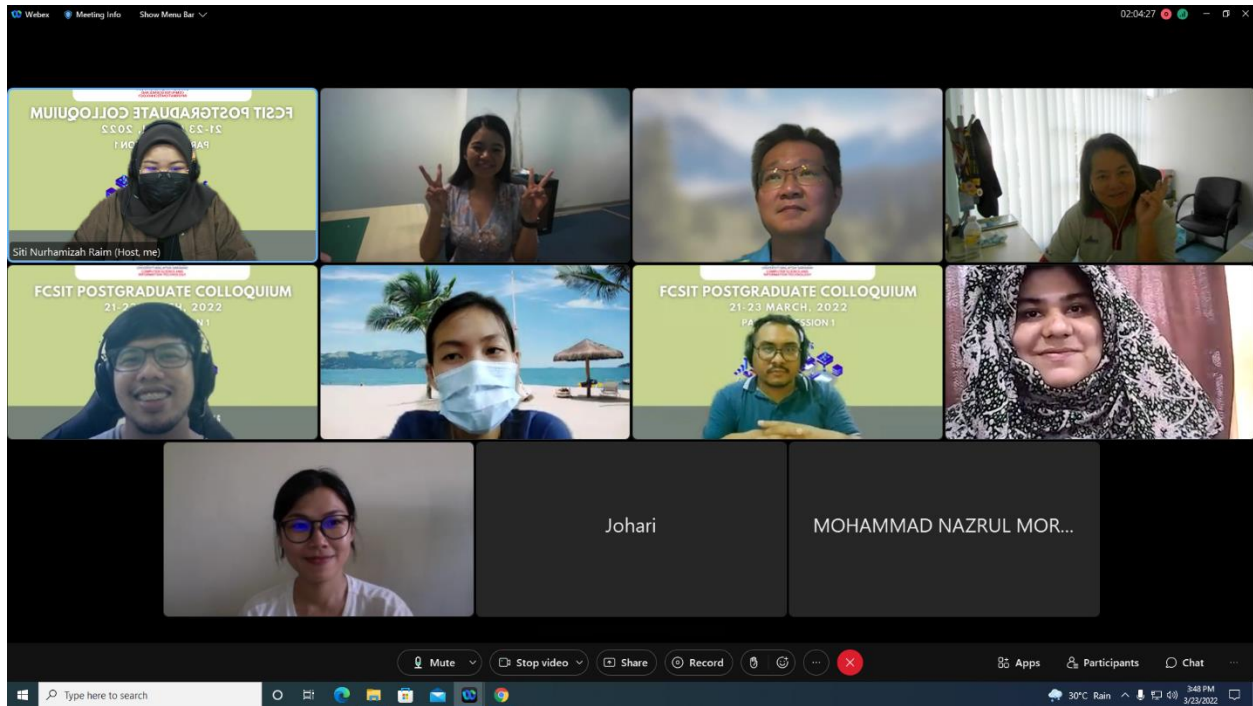 Webex Meeting Info Show Menu Bar
02:04:27
FCSIT POSTGRADUATE COLLOQUIUM
Siti Nurhamizah Raim (Host, me)
FCSIT POSTGRADUATE COLLOQUIUM
FCSIT POSTGRADUATE COLLOQUIUM
21-23 MARCH, 2022
Johari
MOHAMMAD NAZRUL MOR...
Mute
Stop video
Share
Record
Apps
Participants
Chat
Type here to search
30°C Rain
3:48 PM
3/23/2022